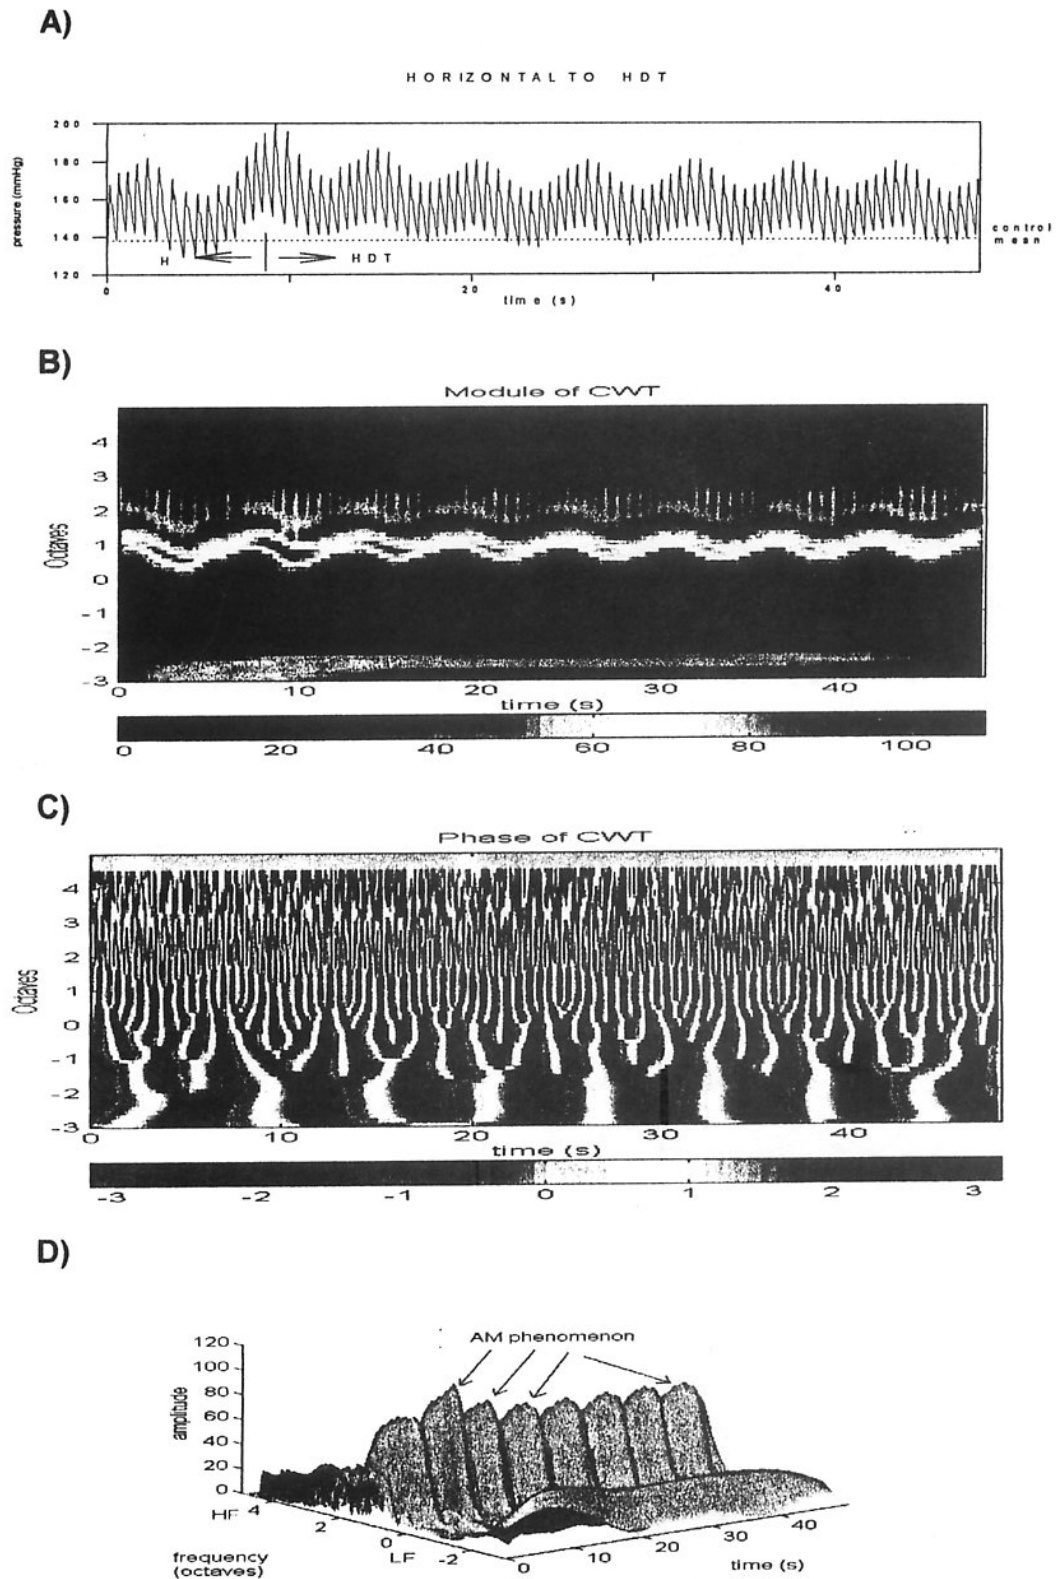 A)
HORIZONTAL TO HDT
pressure (mmHg)
200
180
160
140
120
H
HDT
control
mean
0
20
40
time (s)
B)
Module of CWT
Octaves
4
3
2
1
0
-1
-2
-3
0
10
20
30
40
time (s)
0
20
40
60
80
100
C)
Phase of CWT
Octaves
4
3
2
1
0
-1
-2
-3
0
10
20
30
40
time (s)
-3
-2
-1
0
1
2
3
D)
AM phenomenon
amplitude
120
100
80
60
40
20
0
HF
4
2
0
LF
-2
frequency
(octaves)
0
10
20
30
40
time (s)